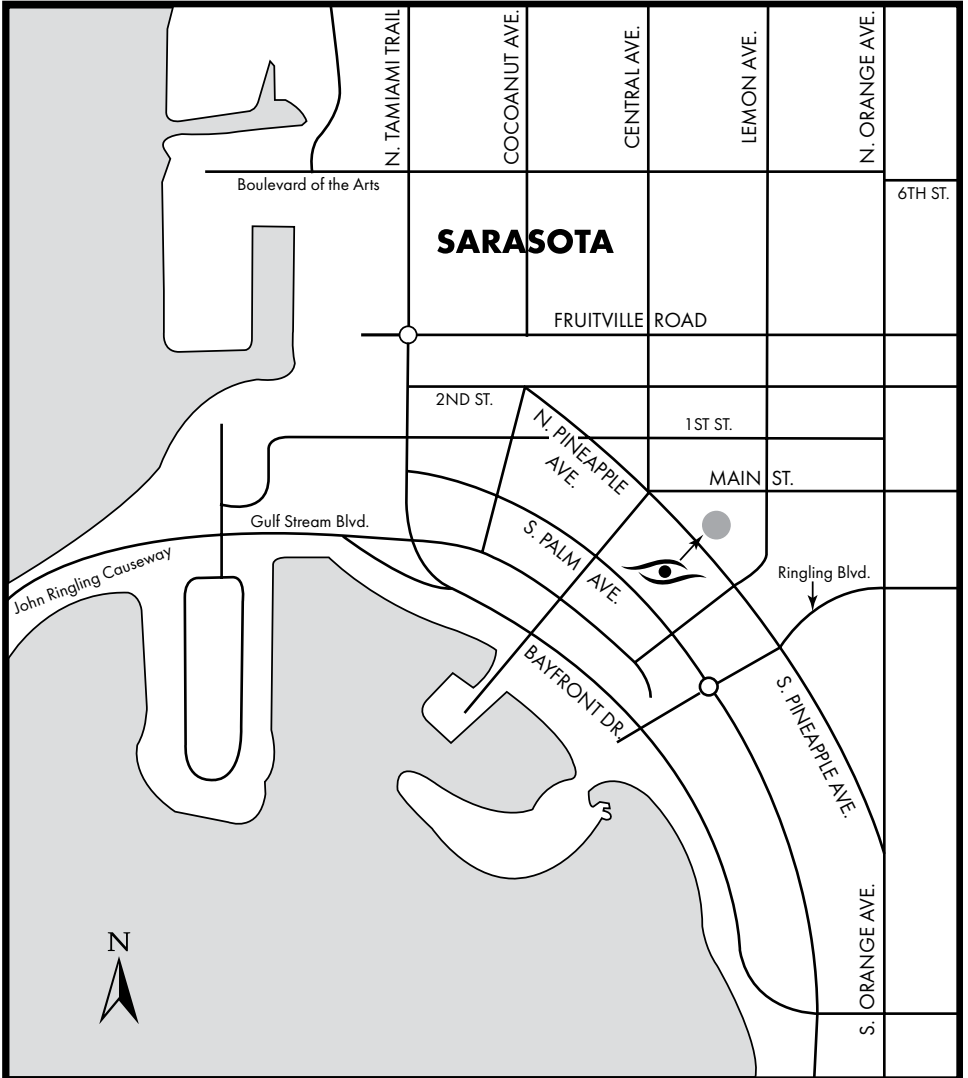 N. TAMIAMI TRAIL
COCOANUT AVE.
CENTRAL AVE.
LEMON AVE.
N. ORANGE AVE.
Boulevard of the Arts
6TH ST.
SARASOTA
FRUITVILLE ROAD
2ND ST.
N. PINEAPPLE
AVE.
1ST ST.
MAIN ST.
Gulf Stream Blvd.
S. PALM AVE.
John Ringling Causeway
Ringling Blvd.
BAYFRONT DR.
S. PINEAPPLE AVE.
S. ORANGE AVE.
N